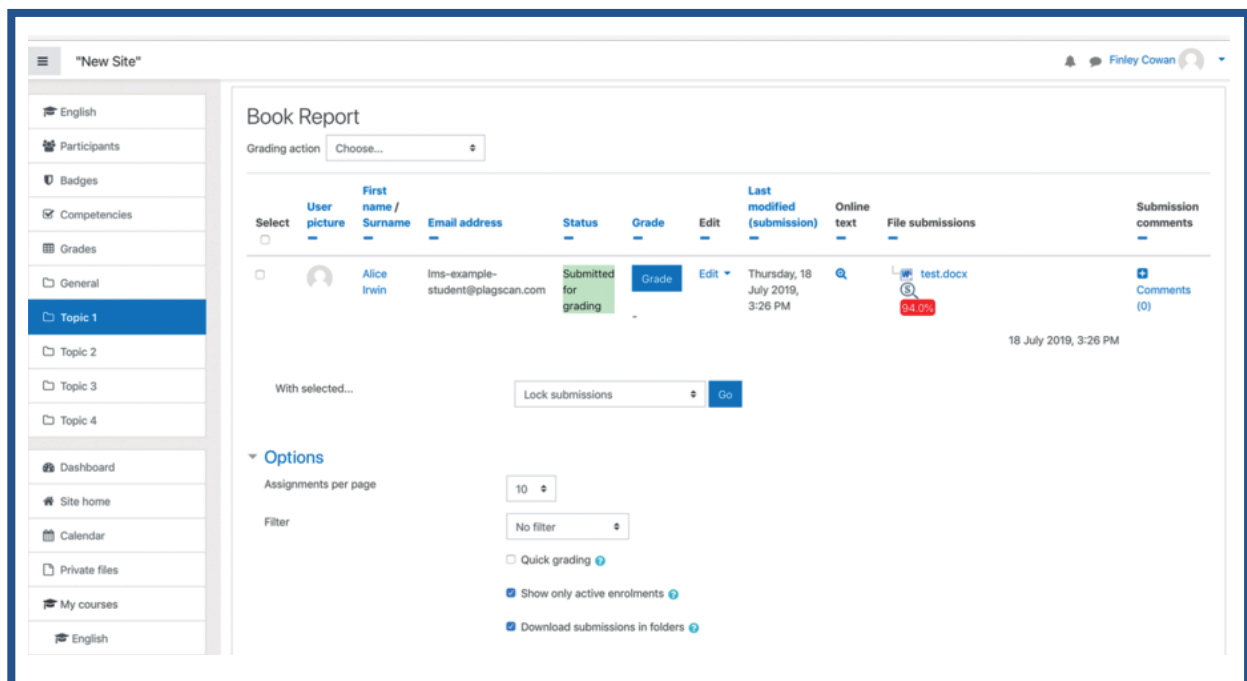 "New Site"
Finley Cowan
English
Participants
Badges
Competencies
Grades
General
Topic 1
Topic 2
Topic 3
Topic 4
Dashboard
Site home
Calendar
Private files
My courses
English
Book Report
Grading action Choose...
Select
User
picture
First
name /
Surname
Email address
Status
Grade
Edit
Last
modified
(submission)
Online
text
File submissions
Submission
comments
Alice
Irwin
lms-example-
student@plagscan.com
Submitted
for
grading
Grade
-
Edit
Thursday, 18
July 2019,
3:26 PM
test.docx
94.0%
18 July 2019, 3:26 PM
Comments
(0)
With selected... Lock submissions Go
Options
Assignments per page 10
Filter No filter
Quick grading
Show only active enrolments
Download submissions in folders